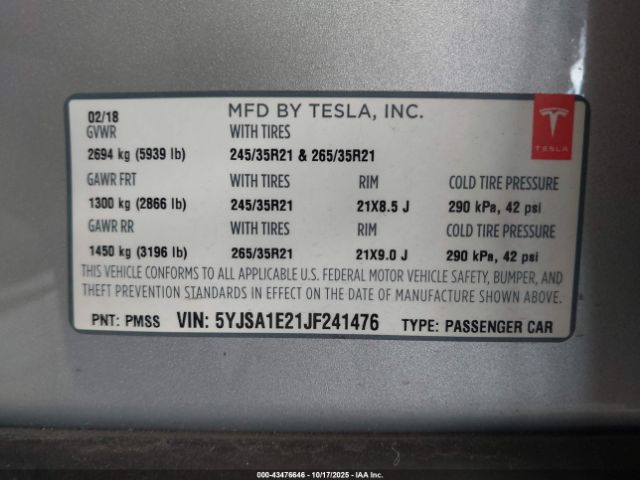 02/18 MFD BY TESLA, INC.
GVWR WITH TIRES
TESLA
2694 kg (5939 lb) 245/35R21 & 265/35R21
GAWR FRT WITH TIRES RIM COLD TIRE PRESSURE
1300 kg (2866 lb) 245/35R21 21X8.5 J 290 kPa, 42 psi
GAWR RR WITH TIRES RIM COLD TIRE PRESSURE
1450 kg (3196 lb) 265/35R21 21X9.0 J 290 kPa, 42 psi
THIS VEHICLE CONFORMS TO ALL APPLICABLE U.S. FEDERAL MOTOR VEHICLE SAFETY, BUMPER, AND
THEFT PREVENTION STANDARDS IN EFFECT ON THE DATE OF MANUFACTURE SHOWN ABOVE.
PNT: PMSS VIN: 5YJSA1E21JF241476 TYPE: PASSENGER CAR
000-43476646 - 10/17/2025 - IAA Inc.